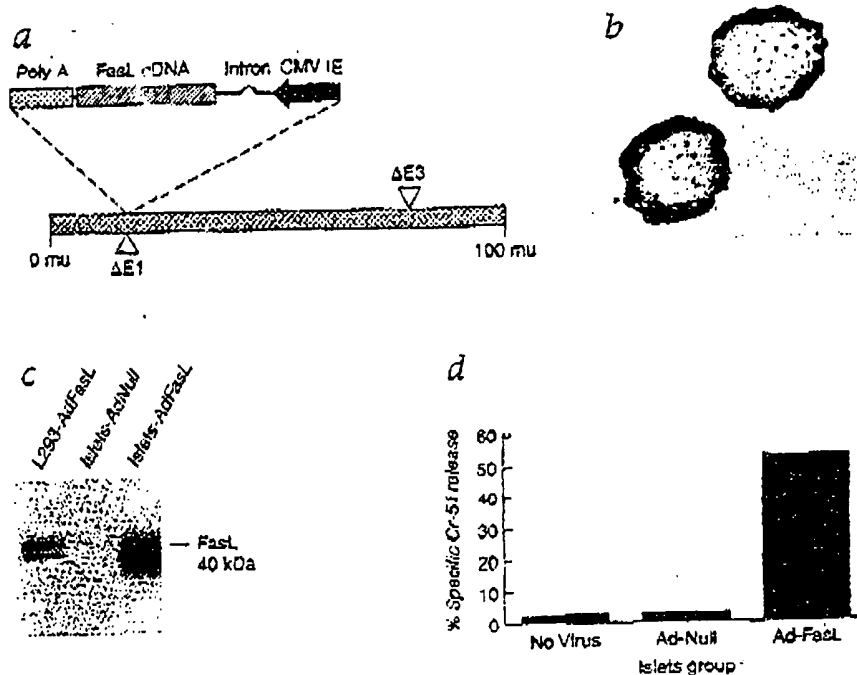 a
Poly A FasL cDNA Intron CMV IE
ΔE3
0 mu
ΔE1
100 mu
b
c
L293-AdFasL
Islets-AdNull
Islets-AdFasL
FasL
40 kDa
d
% Specific Cr-51 release
60
50
40
30
20
10
0
No Virus Ad-Null Ad-FasL
Islets group